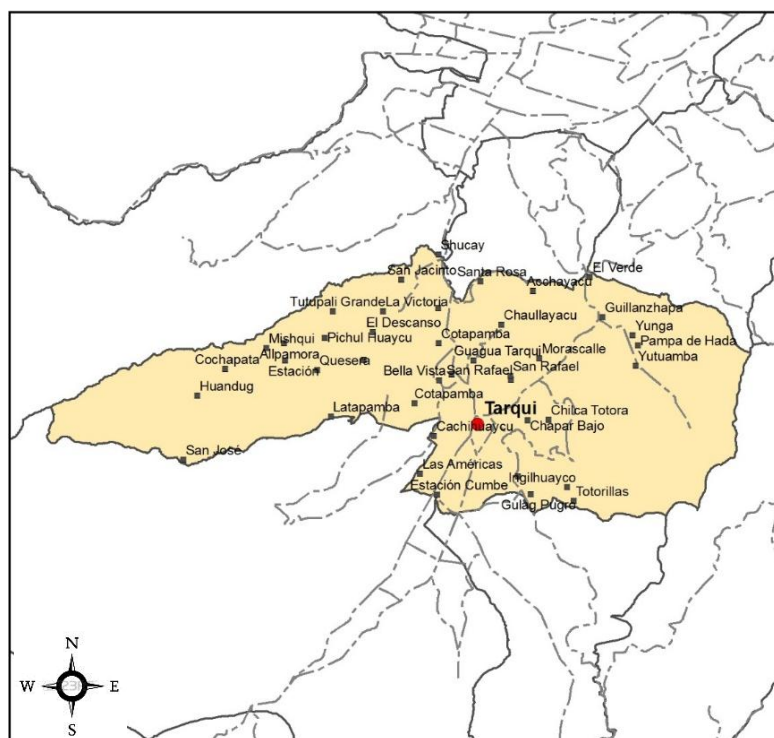 Shucay
El Verde
San Jacinto
Santa Rosa
Acchayacu
Tutupali Grande
La Victoria
Guillanzhapa
El Descanso
Chaullayacu
Yunga
Mishqui
Pichul Huaycu
Cotapamba
Pampa de Hada
Allpamora
Guagua Tarqui
Morascalle
Cochapata
Quesera
Yutuamba
Estación
Bella Vista
San Rafael
San Rafael
Huandug
Latapamba
Cotapamba
Tarqui
Chilca Totora
Cachihuaycu
Chapar Bajo
San José
Las Américas
Irigilhuayco
Estación Cumbe
Totorillas
Gulag Pugro
N
W
E
S